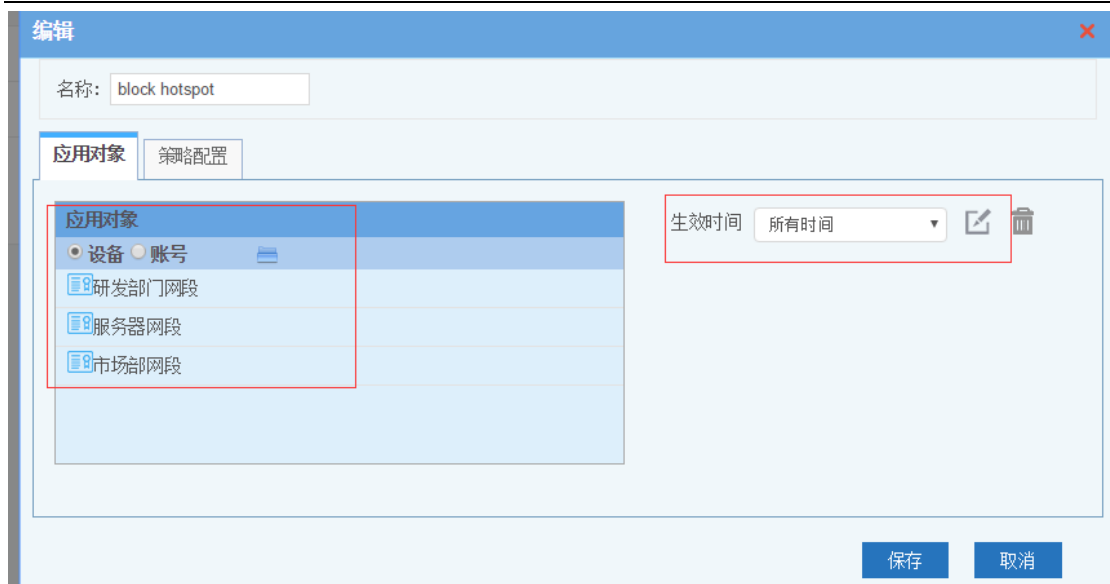 编辑
名称: block hotspot
应用对象 策略配置
应用对象
设备 账号
研发部门网段
服务器网段
市场部网段
生效时间 所有时间
保存 取消